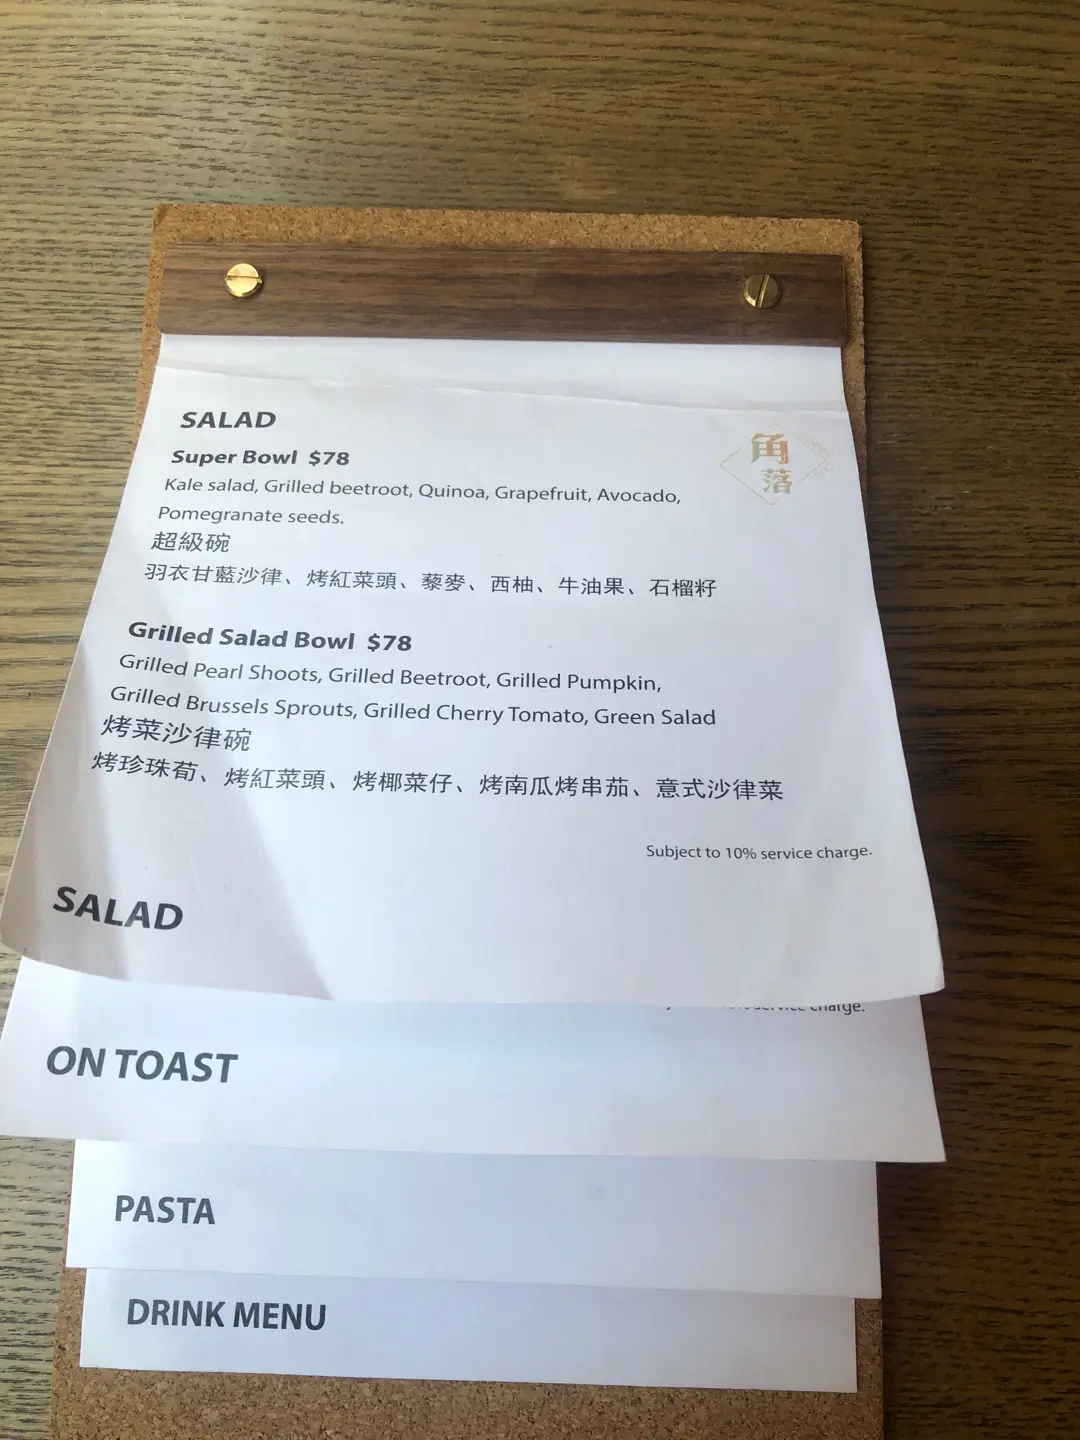 SALAD
角
落
Super Bowl $78
Kale salad, Grilled beetroot, Quinoa, Grapefruit, Avocado,
Pomegranate seeds.
超級碗
羽衣甘藍沙律、烤紅菜頭、藜麥、西柚、牛油果、石榴籽
Grilled Salad Bowl $78
Grilled Pearl Shoots, Grilled Beetroot, Grilled Pumpkin,
Grilled Brussels Sprouts, Grilled Cherry Tomato, Green Salad
烤菜沙律碗
烤珍珠荀、烤紅菜頭、烤椰菜仔、烤南瓜烤串茄、意式沙律菜
Subject to 10% service charge.
SALAD
service charge.
ON TOAST
PASTA
DRINK MENU